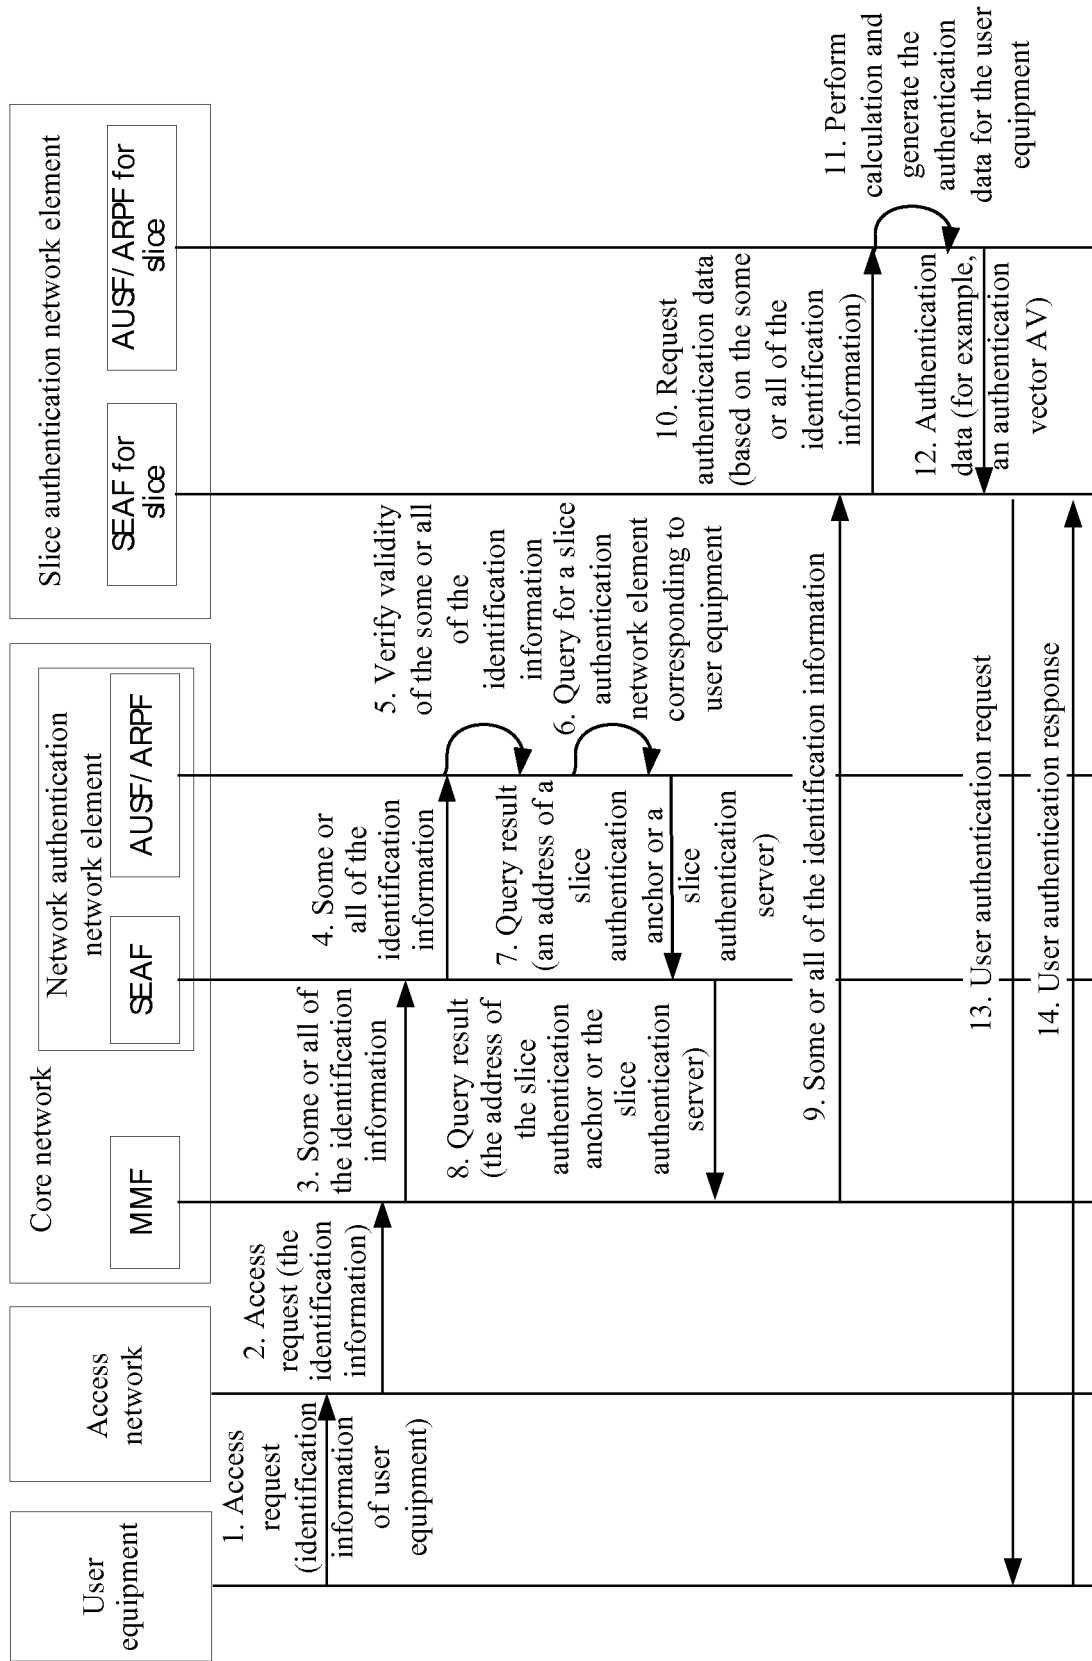 User
equipment
Access
network
Core network
MMF
Network authentication
network element
SEAF
AUSF/ARPF
Slice authentication network element
SEAF for
slice
AUSF/ARPF for
slice
1. Access
request
(identification
information
of user
equipment)
2. Access
request (the
identification
information)
3. Some or all of
the identification
information
4. Some or
all of the
identification
information
5. Verify validity
of the some or all
of the
identification
information
6. Query for a slice
authentication
network element
corresponding to
user equipment
7. Query result
(an address of a
slice
authentication
anchor or a
slice
authentication
server)
8. Query result
(the address of
the slice
authentication
anchor or the
slice
authentication
server)
9. Some or all of the identification information
10. Request
authentication data
(based on the some
or all of the
identification
information)
11. Perform
calculation and
generate the
authentication
data for the user
equipment
12. Authentication
data (for example,
an authentication
vector AV)
13. User authentication request
14. User authentication response